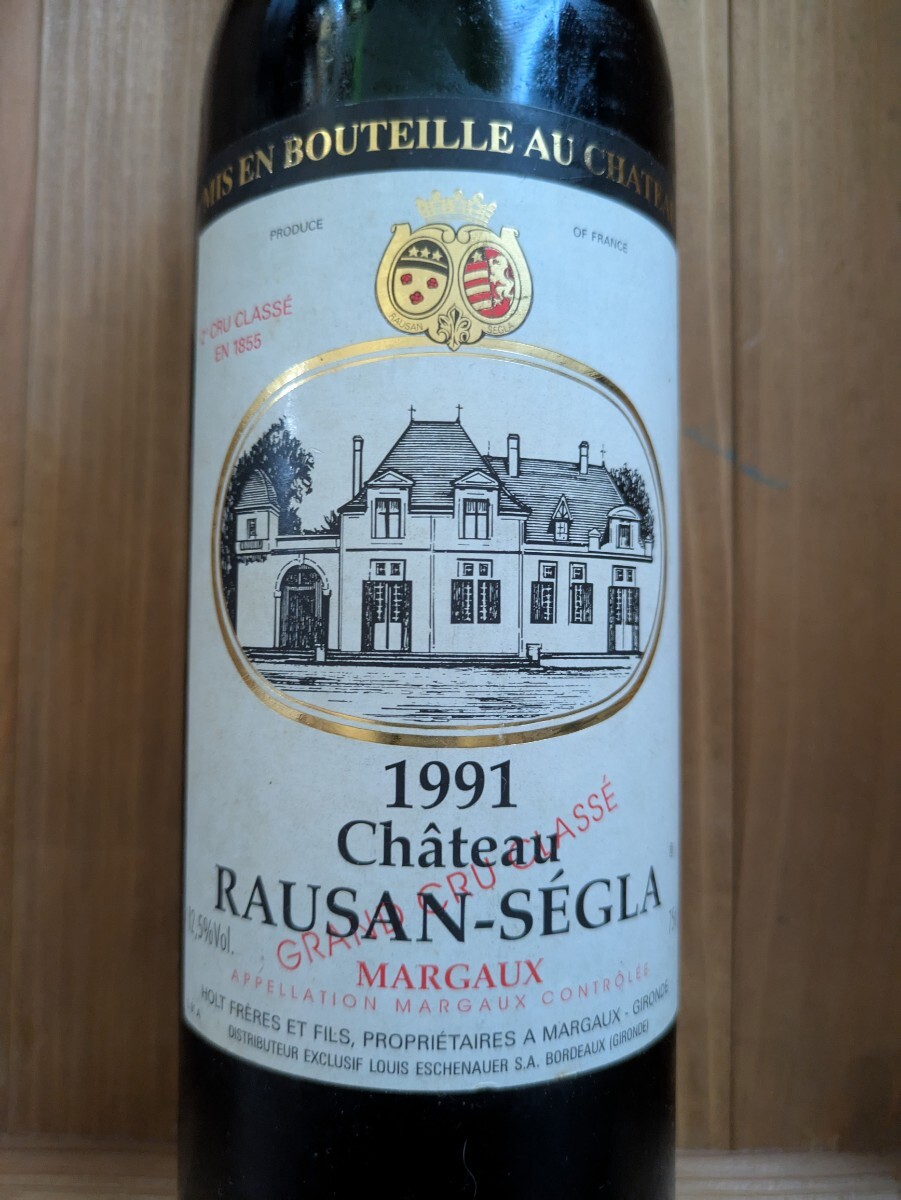 MIS EN BOUTEILLE AU CHATEA
PRODUCE
OF FRANCE
RAUSAN
SÉGLA
2e CRU CLASSÉ
EN 1855
1991
Château
GRAND CRU CLASSÉ
RAUSAN-SÉGLA
12,5%Vol.
MARGAUX
APPELLATION MARGAUX CONTRÔLÉE
HOLT FRÈRES ET FILS, PROPRIÉTAIRES A MARGAUX - GIRONDE
DISTRIBUTEUR EXCLUSIF LOUIS ESCHENAUER S.A. BORDEAUX (GIRONDE)